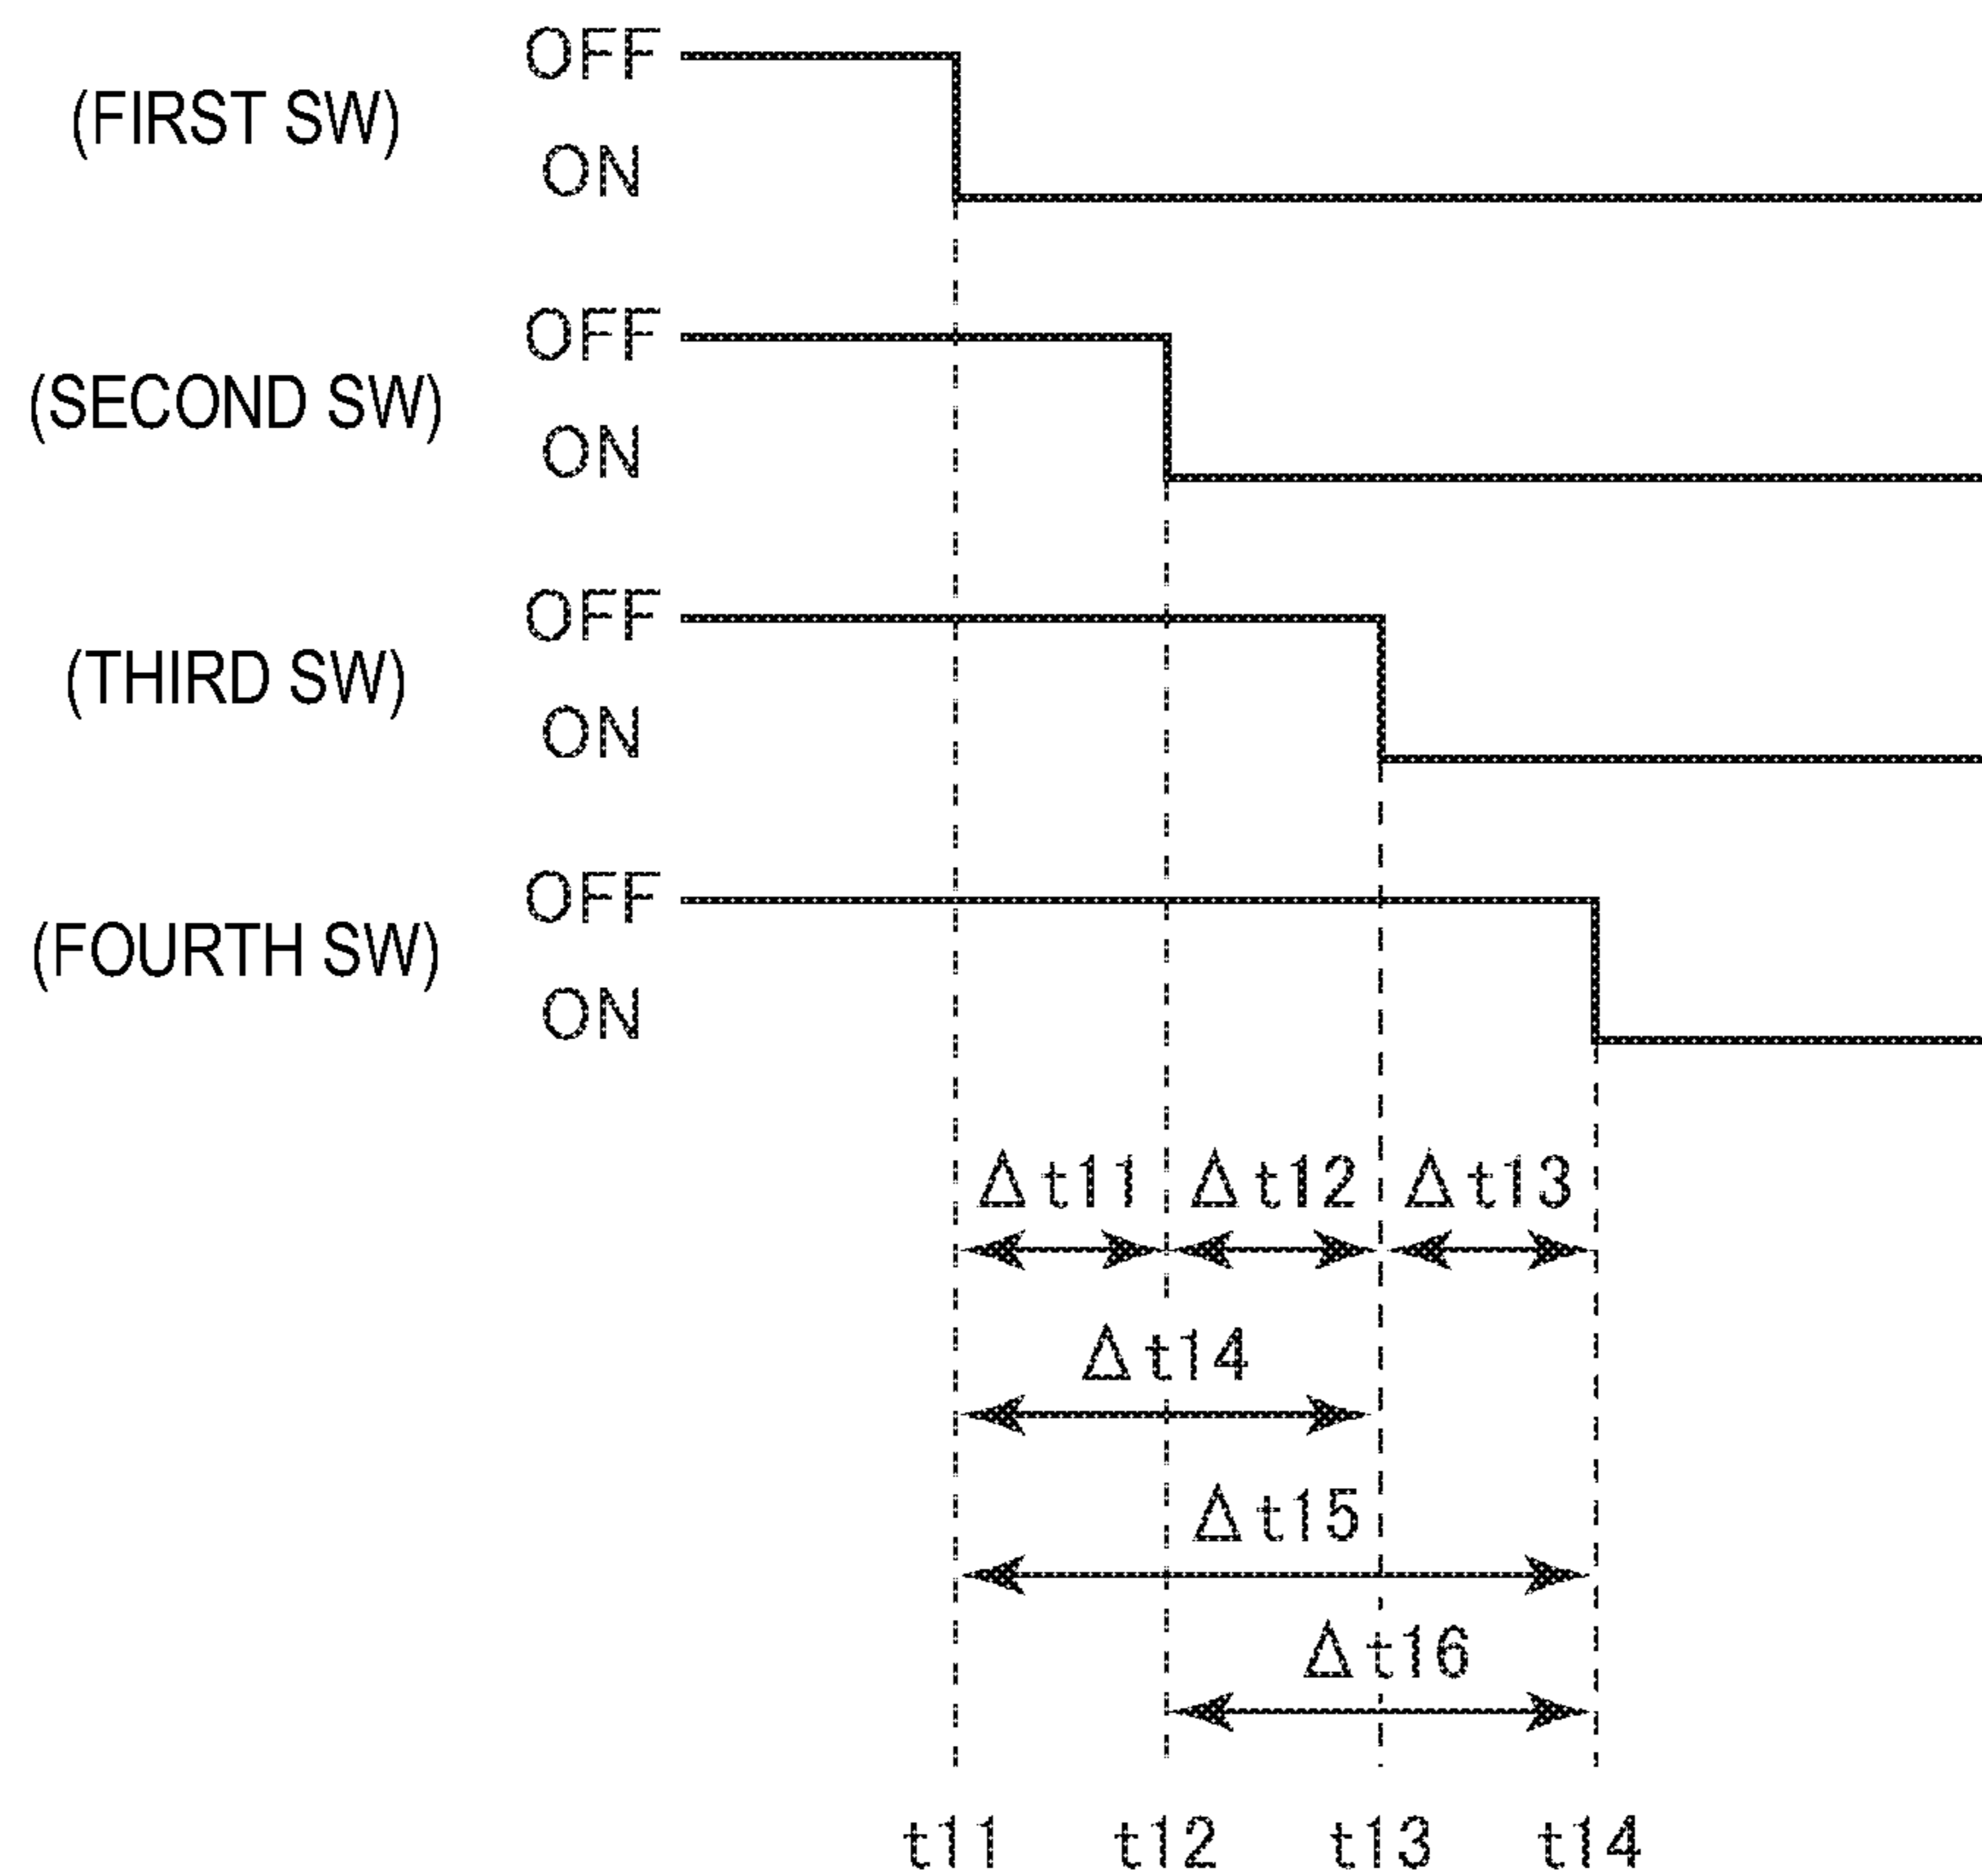 OFF
(FIRST SW)
ON
OFF
(SECOND SW)
ON
OFF
(THIRD SW)
ON
OFF
(FOURTH SW)
ON
Δt11 Δt12 Δt13
Δt14
Δt15
Δt16
t11 t12 t13 t14